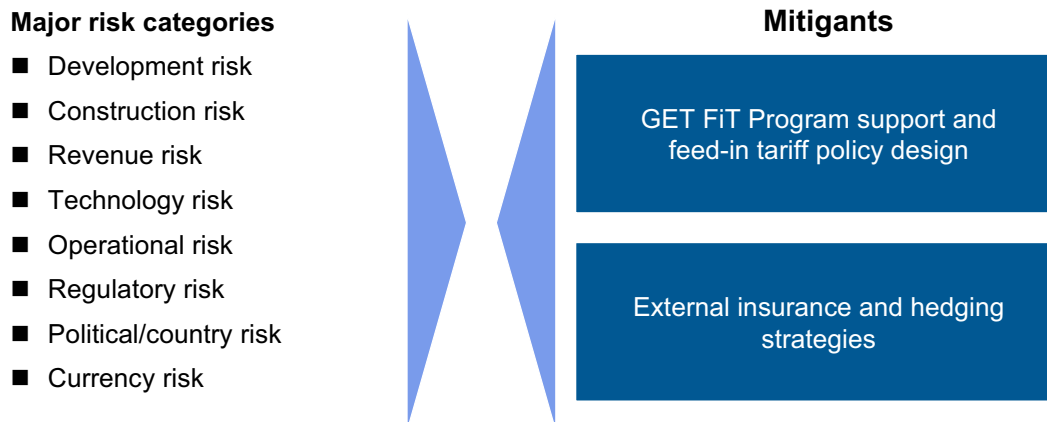 Major risk categories
■ Development risk
■ Construction risk
■ Revenue risk
■ Technology risk
■ Operational risk
■ Regulatory risk
■ Political/country risk
■ Currency risk
Mitigants
GET FiT Program support and
feed-in tariff policy design
External insurance and hedging
strategies